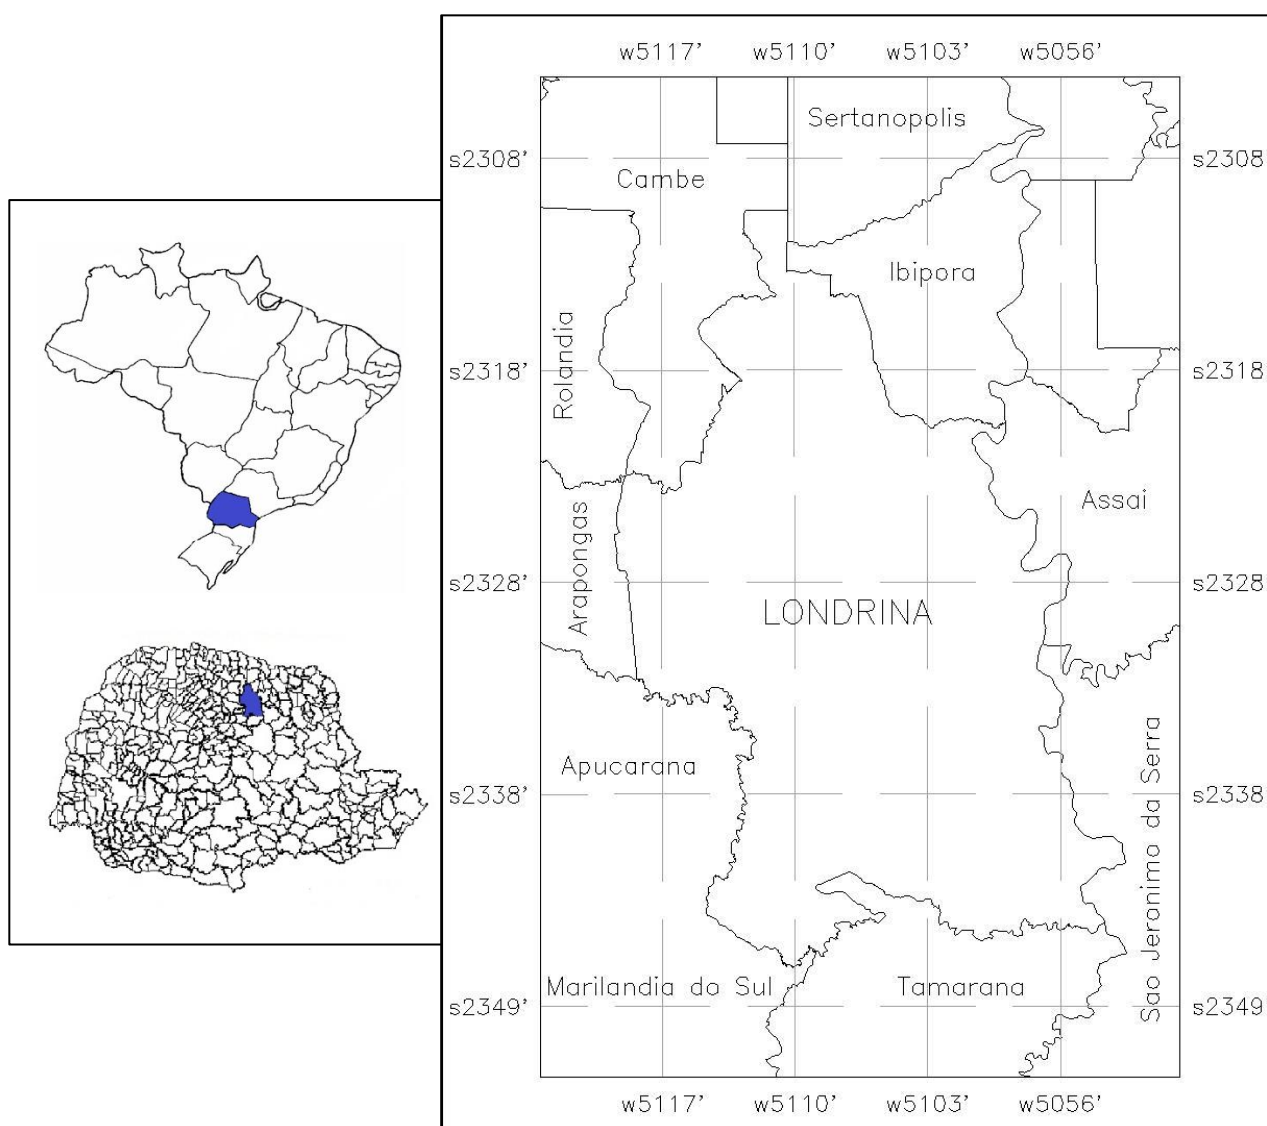 w5117' w5110' w5103' w5056'
Sertanopolis
s2308' s2308
Cambe
Ibipora
Rolandia
s2318' s2318
Assai
Arapongas
s2328' s2328
LONDRINA
Apucarana
s2338' s2338
Sao Jeronimo da Serra
Marilandia do Sul Tamarana
s2349' s2349
w5117' w5110' w5103' w5056'